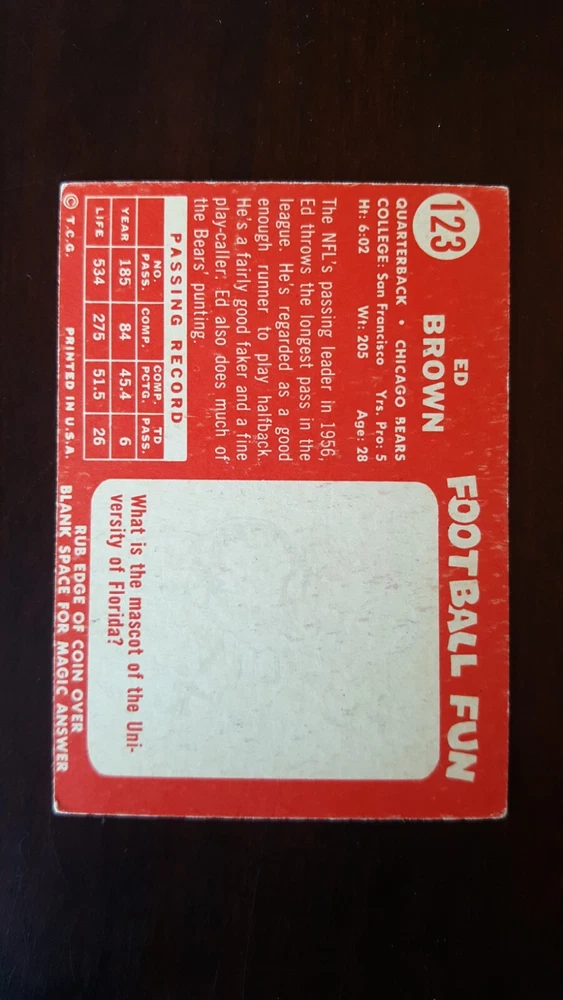 123
ED
BROWN
QUARTERBACK • CHICAGO BEARS
COLLEGE: San Francisco Yrs. Pro: 5
Ht: 6:02 Wt: 205 Age: 28
The NFL's passing leader in 1956,
Ed throws the longest pass in the
league. He's regarded as a good
enough runner to play halfback.
He's a fairly good faker and a fine
play-caller. Ed also does much of
the Bears' punting.
PASSING RECORD
NO. PASS. COMP. COMP. PCTG. TD PASS.
YEAR 185 84 45.4 6
LIFE 534 275 51.5 26
© T.C.G. PRINTED IN U.S.A.
FOOTBALL FUN
What is the mascot of the Uni-
versity of Florida?
RUB EDGE OF COIN OVER
BLANK SPACE FOR MAGIC ANSWER